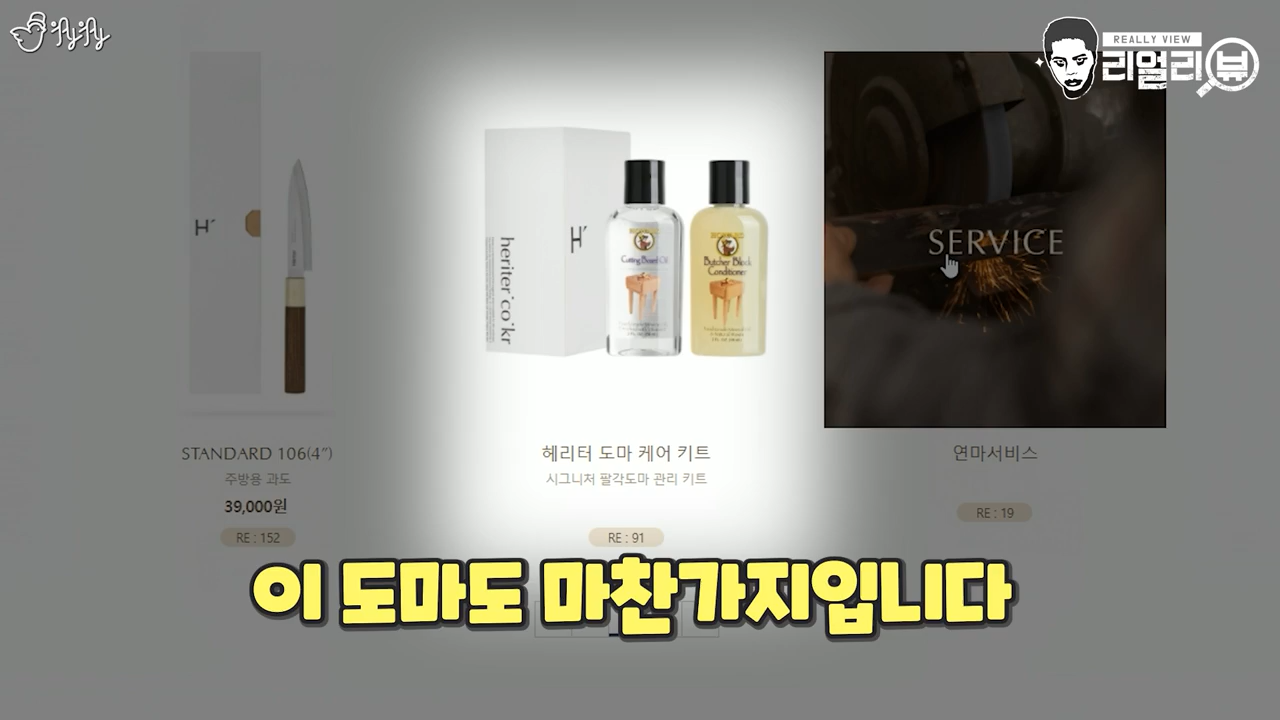 REALLY VIEW
리얼리뷰
H´
heriter°co°kr
H´
Cutting Board Oil
Butcher Block
Conditioner
SERVICE
STANDARD 106(4″)
주방용 과도
39,000원
RE : 152
헤리터 도마 케어 키트
시그니처 팔각도마 관리 키트
RE : 91
연마서비스
RE : 19
이 도마도 마찬가지입니다